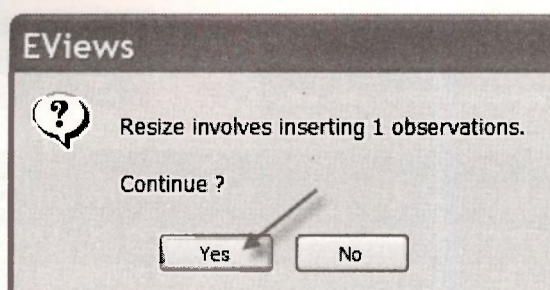 EViews
?
Resize involves inserting 1 observations.
Continue ?
Yes
No